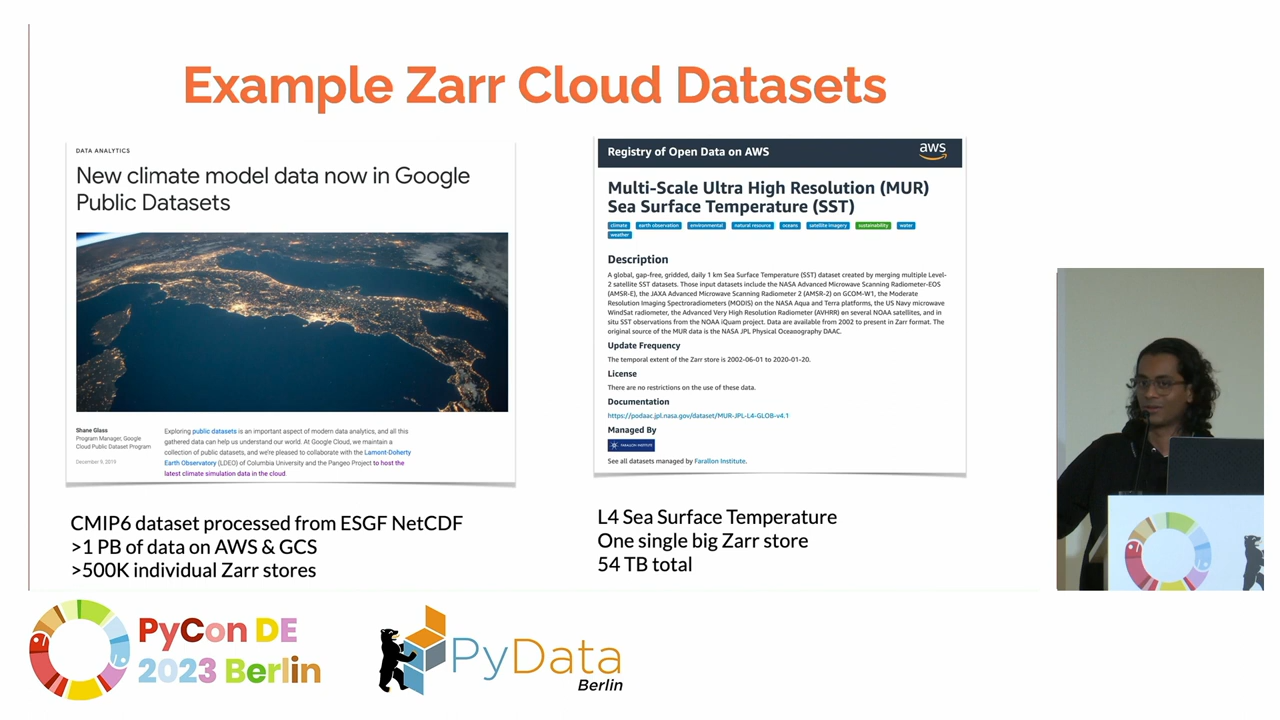 Example Zarr Cloud Datasets
DATA ANALYTICS
New climate model data now in Google
Public Datasets
Shane Glass
Program Manager, Google
Cloud Public Dataset Program
December 9, 2019
Exploring public datasets is an important aspect of modern data analytics, and all this
gathered data can help us understand our world. At Google Cloud, we maintain a
collection of public datasets, and we're pleased to collaborate with the Lamont-Doherty
Earth Observatory (LDEO) of Columbia University and the Pangeo Project to host the
latest climate simulation data in the cloud.
CMIP6 dataset processed from ESGF NetCDF
>1 PB of data on AWS & GCS
>500K individual Zarr stores
Registry of Open Data on AWS
aws
Multi-Scale Ultra High Resolution (MUR)
Sea Surface Temperature (SST)
climate earth observation environmental natural resource oceans satellite imagery sustainability water
weather
Description
A global, gap-free, gridded, daily 1 km Sea Surface Temperature (SST) dataset created by merging multiple Level-
2 satellite SST datasets. Those input datasets include the NASA Advanced Microwave Scanning Radiometer-EOS
(AMSR-E), the JAXA Advanced Microwave Scanning Radiometer 2 (AMSR-2) on GCOM-W1, the Moderate
Resolution Imaging Spectroradiometers (MODIS) on the NASA Aqua and Terra platforms, the US Navy microwave
WindSat radiometer, the Advanced Very High Resolution Radiometer (AVHRR) on several NOAA satellites, and in
situ SST observations from the NOAA iQuam project. Data are available from 2002 to present in Zarr format. The
original source of the MUR data is the NASA JPL Physical Oceanography DAAC.
Update Frequency
The temporal extent of the Zarr store is 2002-06-01 to 2020-01-20.
License
There are no restrictions on the use of these data.
Documentation
https://podaac.jpl.nasa.gov/dataset/MUR-JPL-L4-GLOB-v4.1
Managed By
FARALLON INSTITUTE
See all datasets managed by Farallon Institute.
L4 Sea Surface Temperature
One single big Zarr store
54 TB total
PyCon DE
2023 Berlin
PyData
Berlin